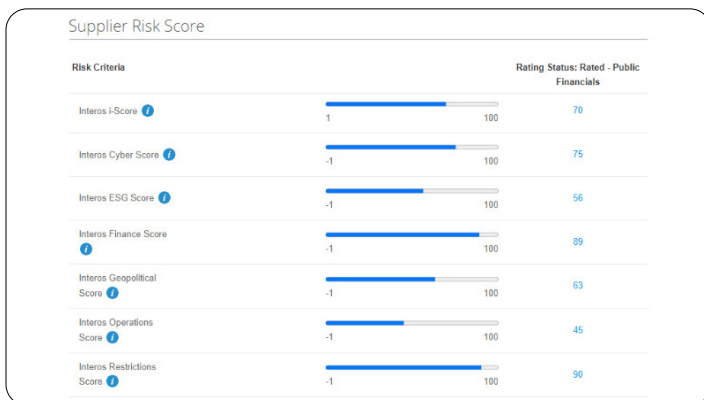 Supplier Risk Score
Risk Criteria
Rating Status: Rated - Public
Financials
Interos i-Score i
1 100
70
Interos Cyber Score i
-1 100
75
Interos ESG Score i
-1 100
56
Interos Finance Score
i
-1 100
89
Interos Geopolitical
Score i
-1 100
63
Interos Operations
Score i
-1 100
45
Interos Restrictions
Score i
-1 100
90